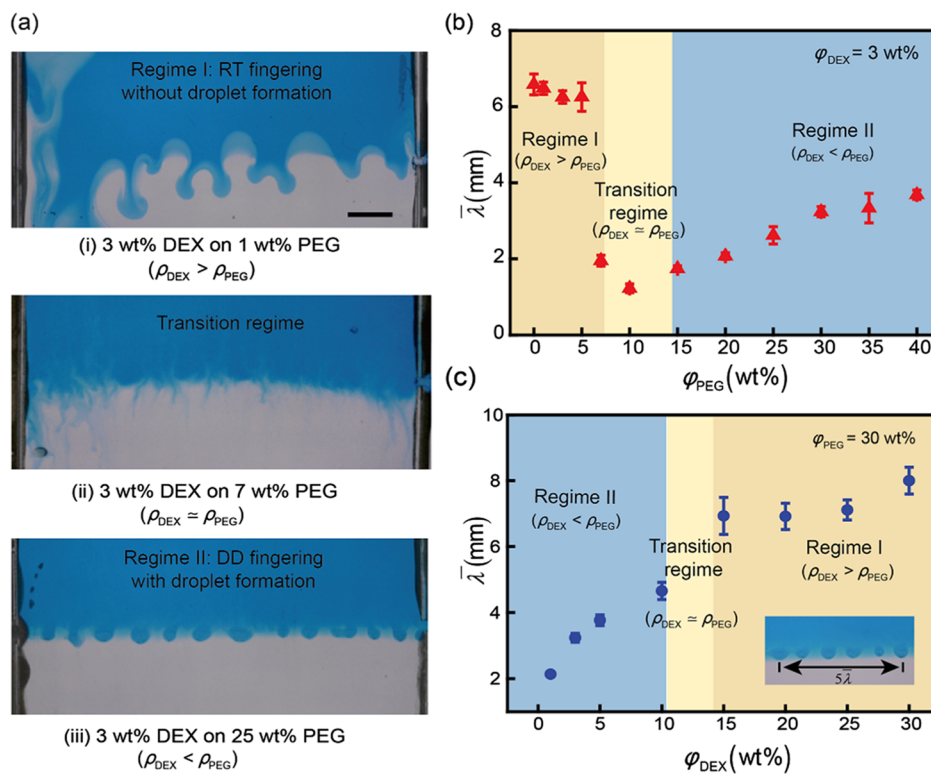 (a)
Regime I: RT fingering
without droplet formation
(i) 3 wt% DEX on 1 wt% PEG
(ρDEX > ρPEG)
Transition regime
(ii) 3 wt% DEX on 7 wt% PEG
(ρDEX ≃ ρPEG)
Regime II: DD fingering
with droplet formation
(iii) 3 wt% DEX on 25 wt% PEG
(ρDEX < ρPEG)
(b)
φDEX = 3 wt%
8
6
4
2
0
λ̄ (mm)
Regime I
(ρDEX > ρPEG)
Transition
regime
(ρDEX ≃ ρPEG)
Regime II
(ρDEX < ρPEG)
0 5 10 15 20 25 30 35 40
φPEG (wt%)
(c)
φPEG = 30 wt%
10
8
6
4
2
λ̄ (mm)
Regime II
(ρDEX < ρPEG)
Transition
regime
(ρDEX ≃ ρPEG)
Regime I
(ρDEX > ρPEG)
5λ̄
0 5 10 15 20 25 30
φDEX (wt%)